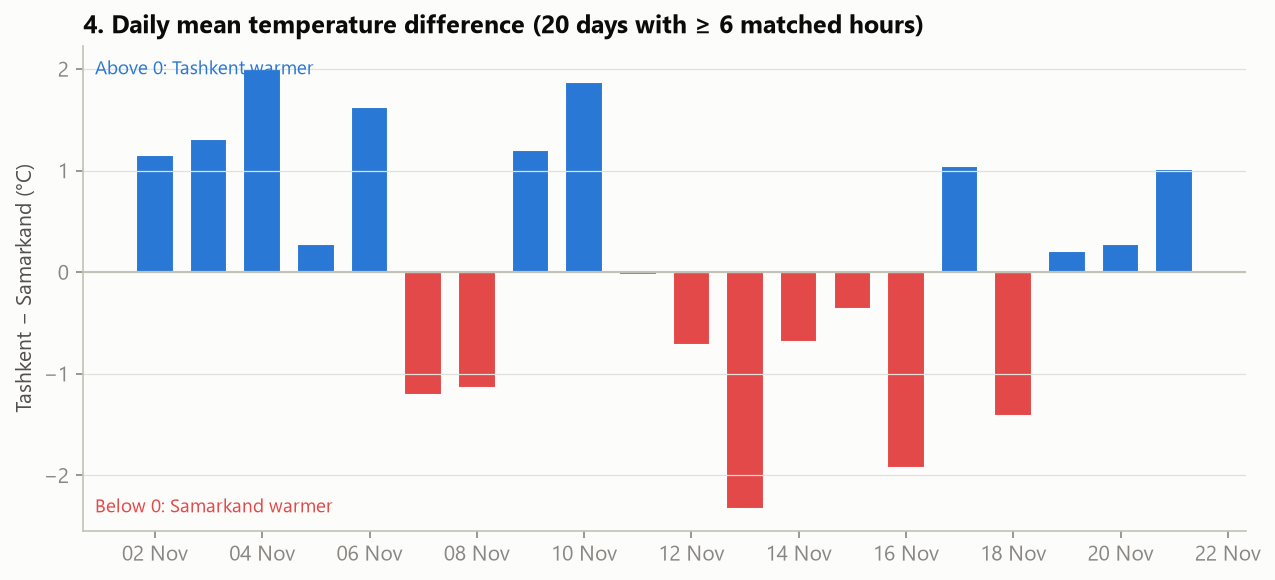 4. Daily mean temperature difference (20 days with ≥ 6 matched hours)
Above 0: Tashkent warmer
2
1
0
−1
−2
Tashkent − Samarkand (°C)
Below 0: Samarkand warmer
02 Nov 04 Nov 06 Nov 08 Nov 10 Nov 12 Nov 14 Nov 16 Nov 18 Nov 20 Nov 22 Nov